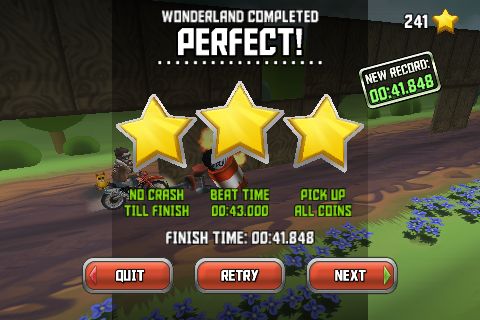 WONDERLAND COMPLETED
PERFECT!
241
NEW RECORD:
00:41.848
NO CRASH
TILL FINISH
BEAT TIME
00:43.000
PICK UP
ALL COINS
FINISH TIME: 00:41.848
QUIT
RETRY
NEXT